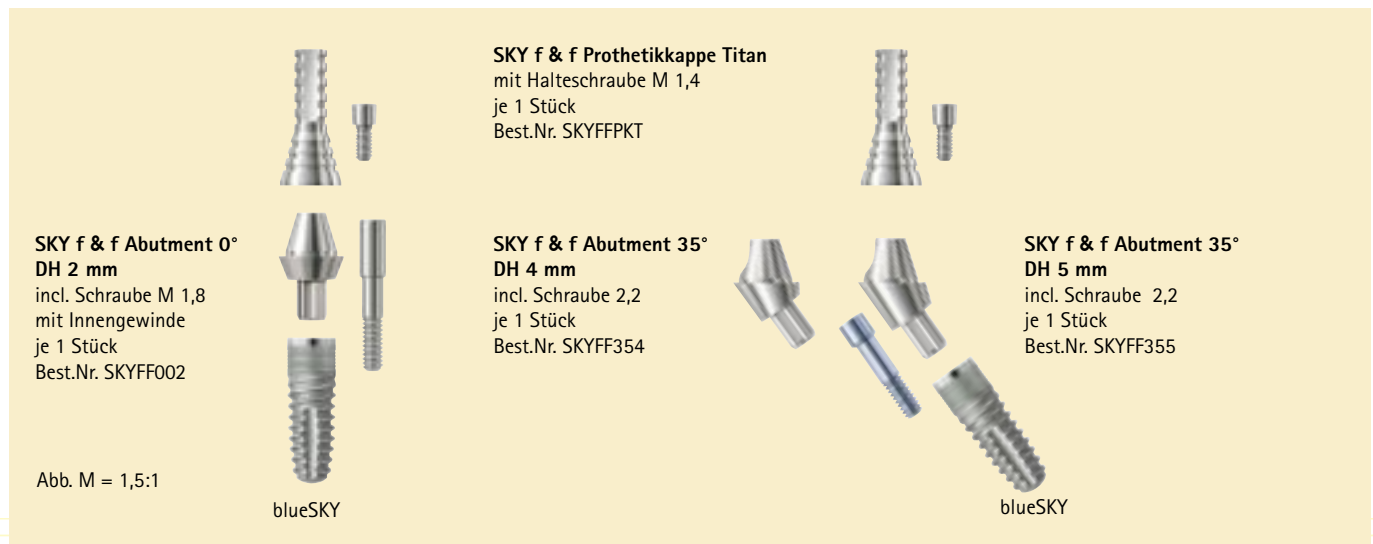 SKY f & f Prothetikkappe Titan
mit Halteschraube M 1,4
je 1 Stück
Best.Nr. SKYFFPKT
SKY f & f Abutment 0°
DH 2 mm
incl. Schraube M 1,8
mit Innengewinde
je 1 Stück
Best.Nr. SKYFF002
SKY f & f Abutment 35°
DH 4 mm
incl. Schraube 2,2
je 1 Stück
Best.Nr. SKYFF354
SKY f & f Abutment 35°
DH 5 mm
incl. Schraube 2,2
je 1 Stück
Best.Nr. SKYFF355
Abb. M = 1,5:1
blueSKY
blueSKY